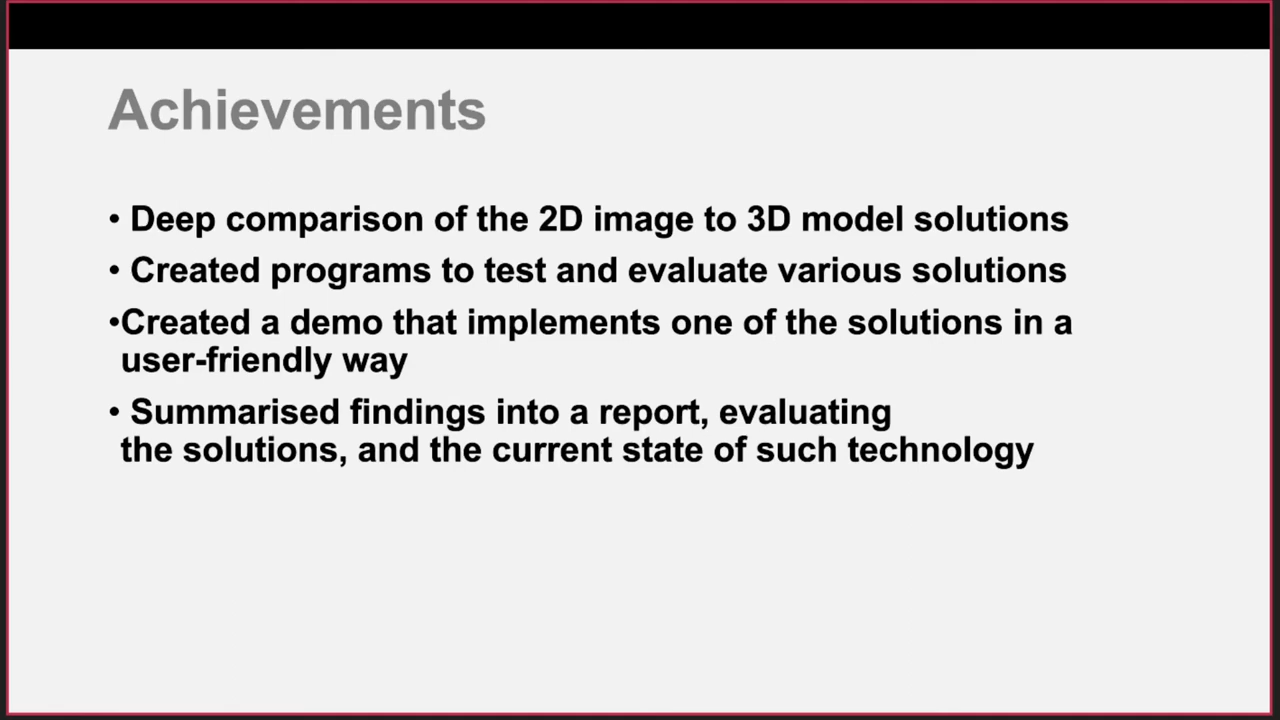 Achievements
• Deep comparison of the 2D image to 3D model solutions
• Created programs to test and evaluate various solutions
•Created a demo that implements one of the solutions in a
user-friendly way
• Summarised findings into a report, evaluating
the solutions, and the current state of such technology